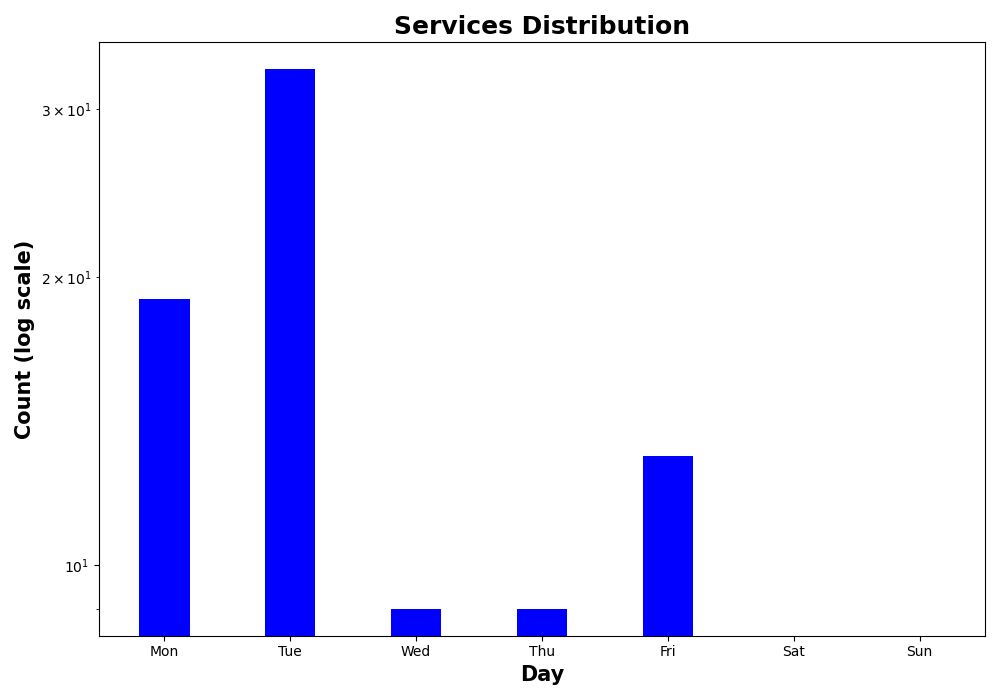 Services Distribution
Count (log scale)
3 × 10¹
2 × 10¹
10¹
Mon Tue Wed Thu Fri Sat Sun
Day